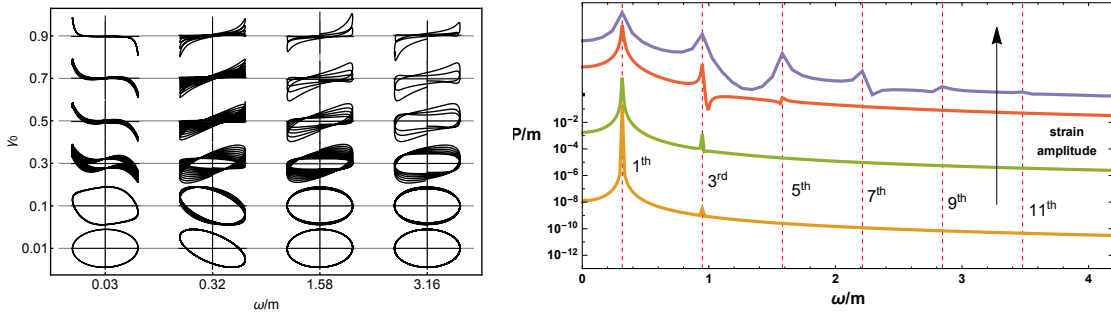 0.9
0.7
0.5
0.3
0.1
0.01
γ₀
0.03 0.32 1.58 3.16
ω/m
P/m
10⁻²
10⁻⁴
10⁻⁶
10⁻⁸
10⁻¹⁰
10⁻¹²
strain
amplitude
1ᵗʰ
3ʳᵈ
5ᵗʰ
7ᵗʰ
9ᵗʰ
11ᵗʰ
0 1 2 3 4
ω/m